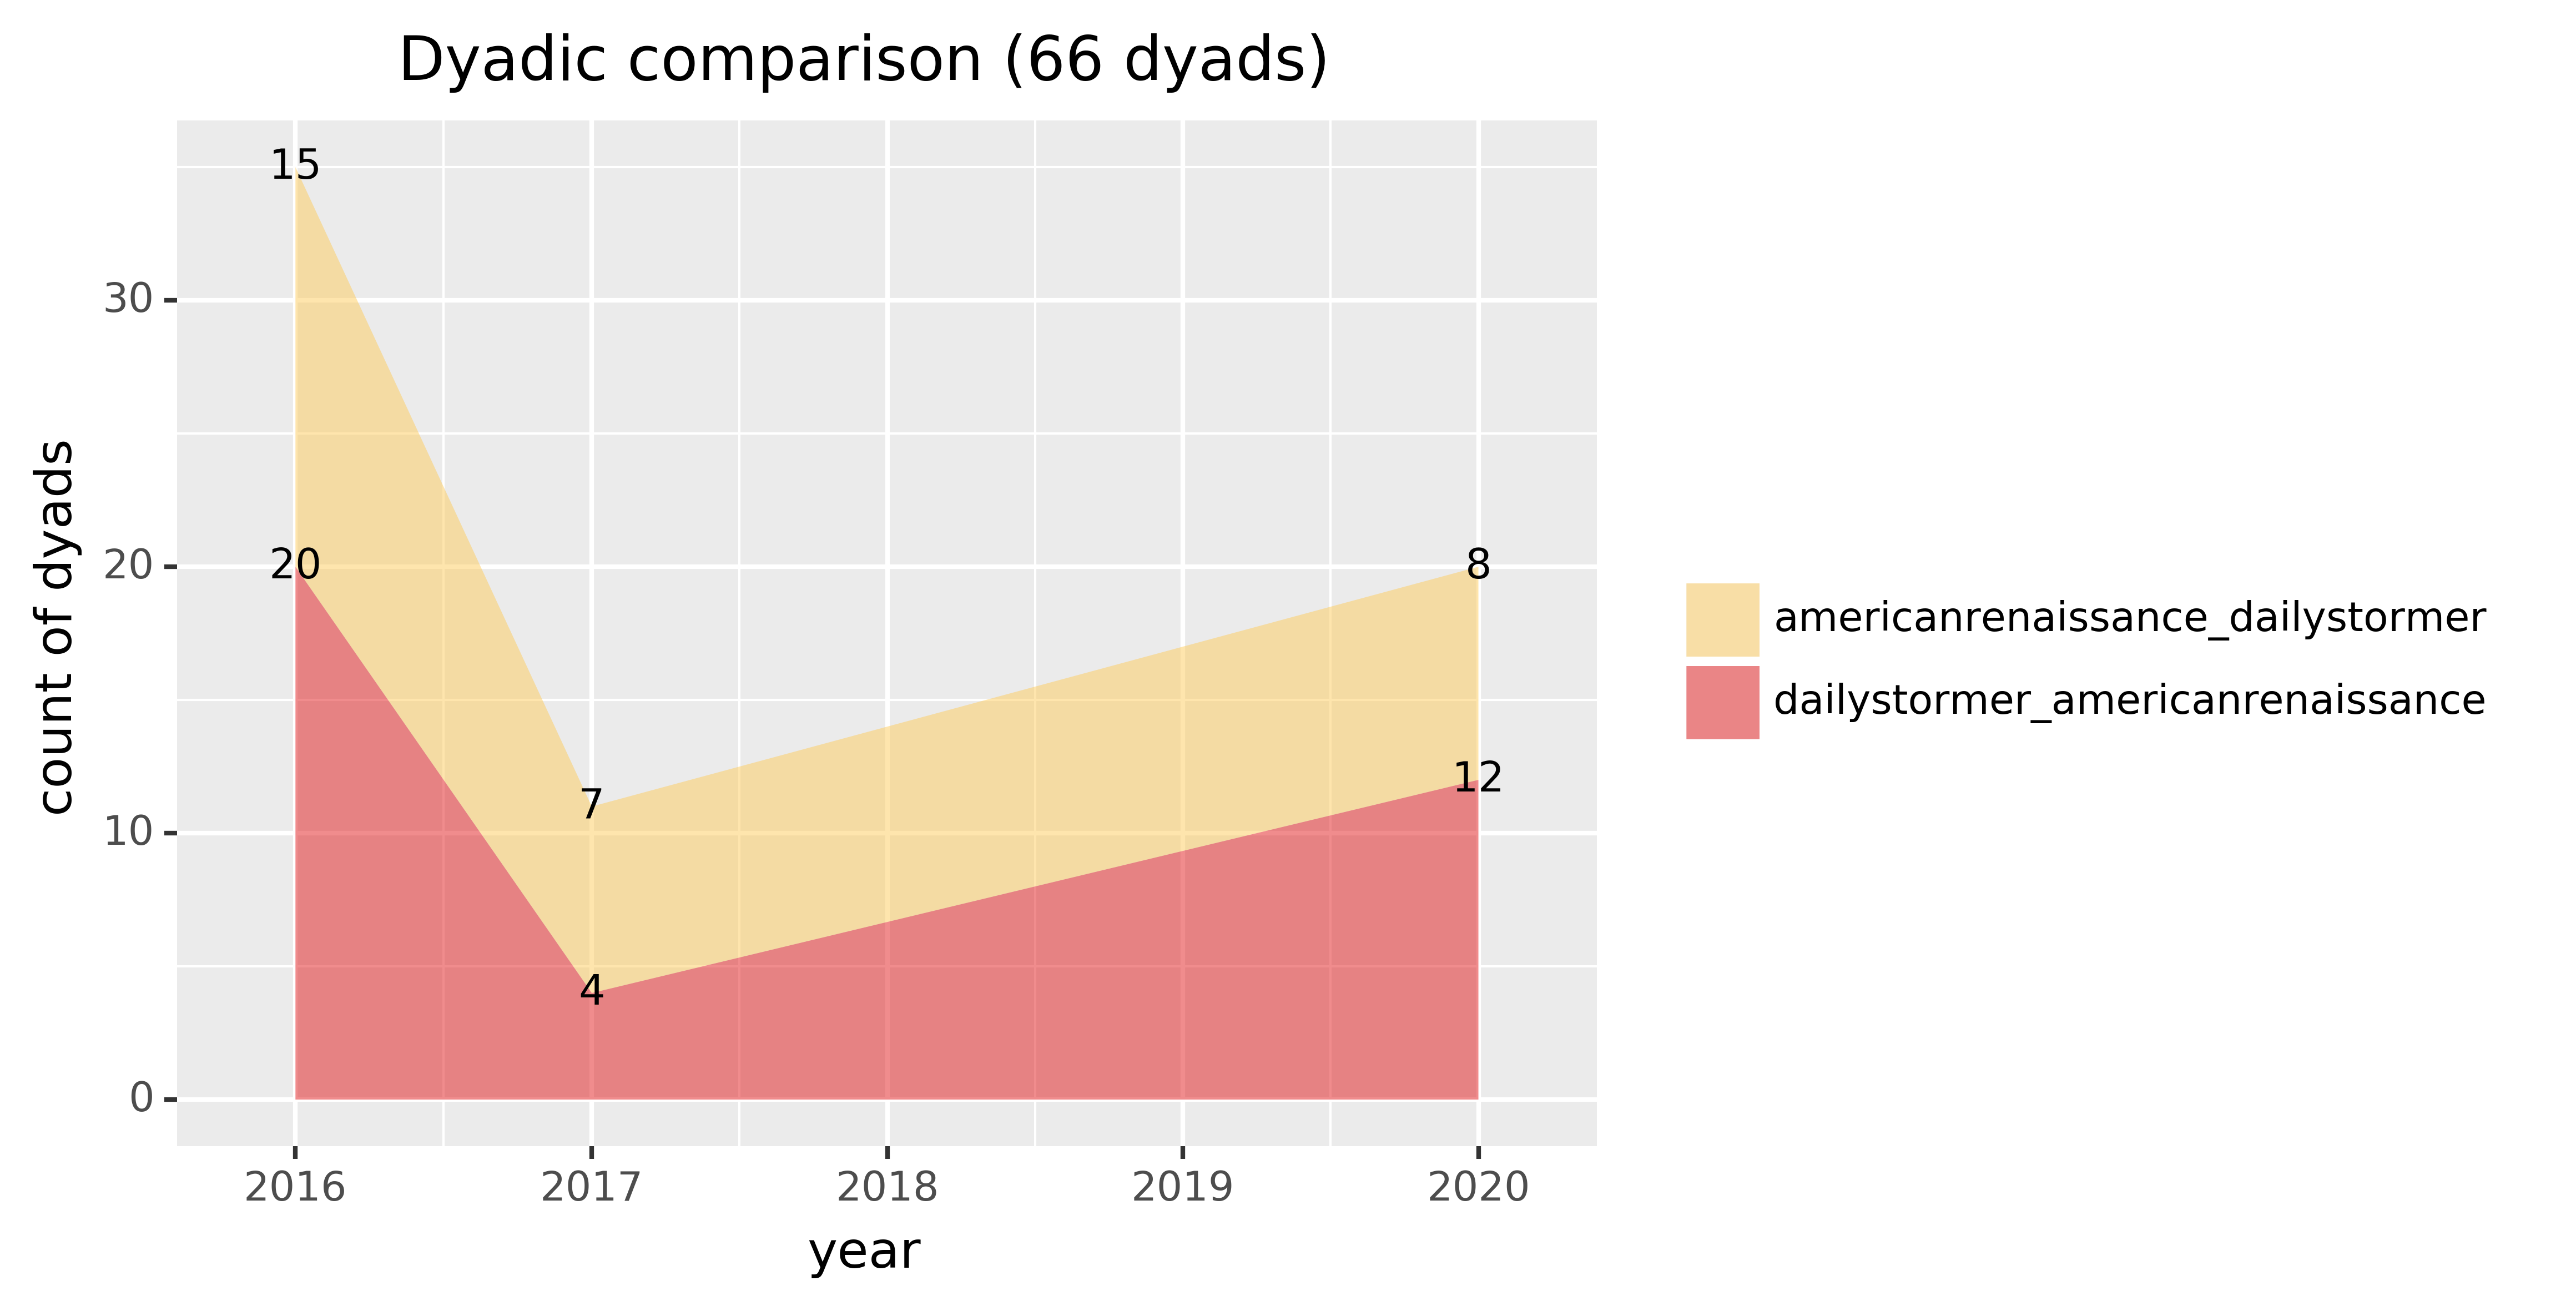 Dyadic comparison (66 dyads)
15
30
20
20
8
12
7
10
4
0
count of dyads
2016 2017 2018 2019 2020
year
americanrenaissance_dailystormer
dailystormer_americanrenaissance